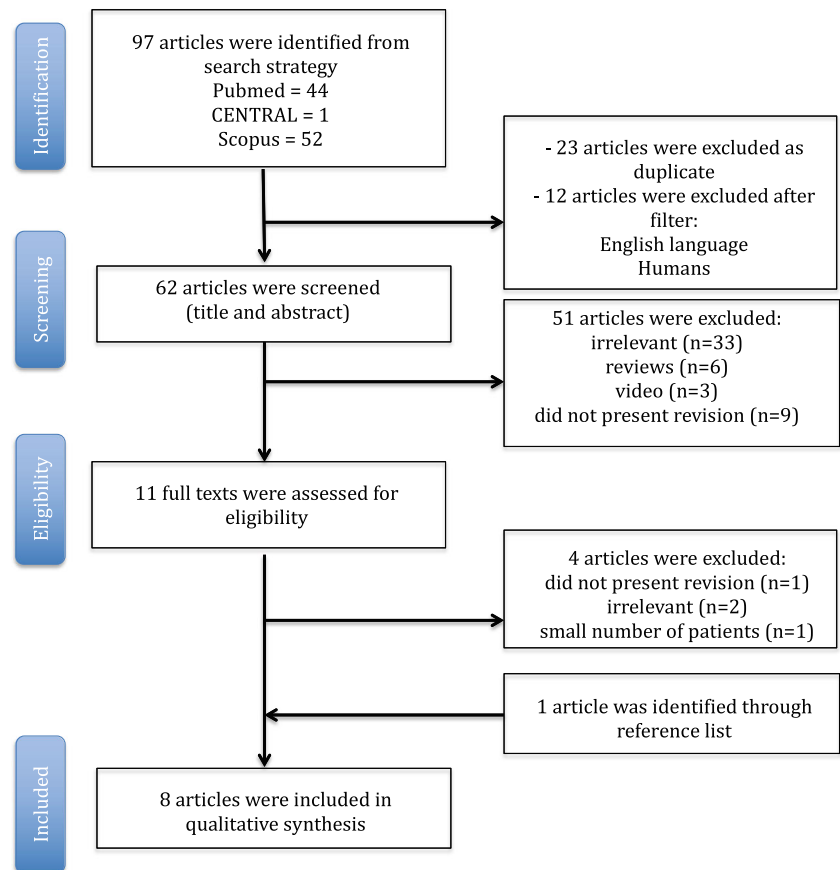 Identification
97 articles were identified from
search strategy
Pubmed = 44
CENTRAL = 1
Scopus = 52
- 23 articles were excluded as
duplicate
- 12 articles were excluded after
filter:
English language
Humans
Screening
62 articles were screened
(title and abstract)
51 articles were excluded:
irrelevant (n=33)
reviews (n=6)
video (n=3)
did not present revision (n=9)
Eligibility
11 full texts were assessed for
eligibility
4 articles were excluded:
did not present revision (n=1)
irrelevant (n=2)
small number of patients (n=1)
1 article was identified through
reference list
Included
8 articles were included in
qualitative synthesis